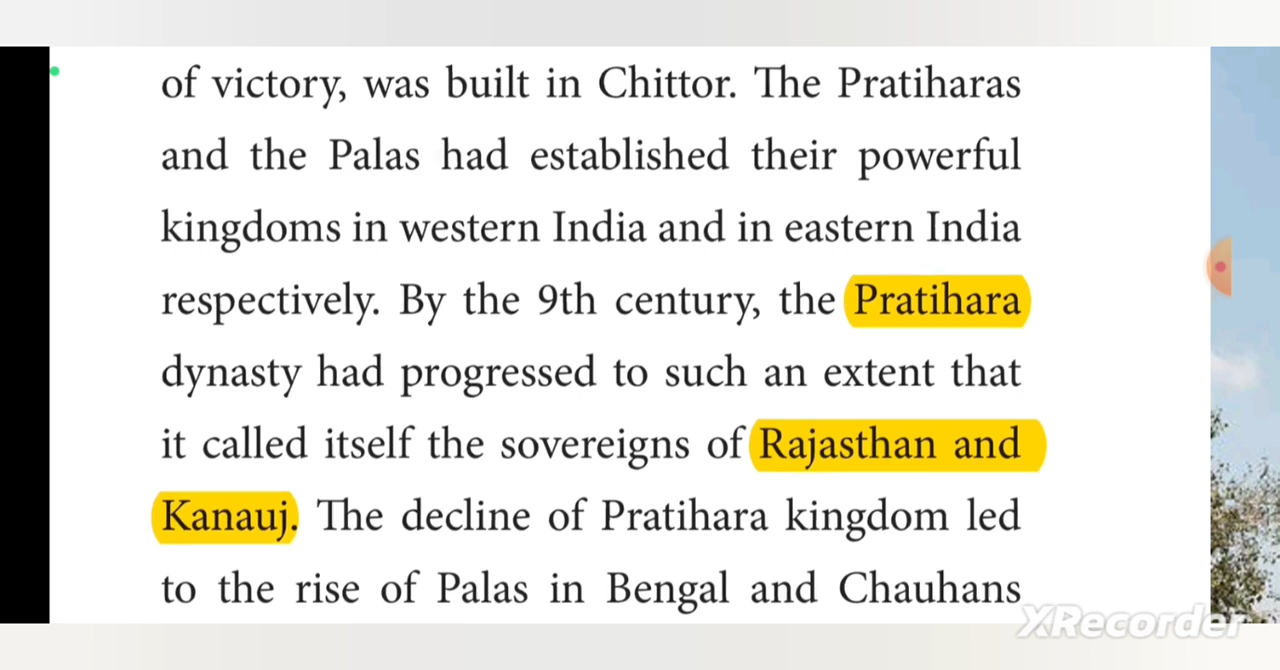 of victory, was built in Chittor. The Pratiharas
and the Palas had established their powerful
kingdoms in western India and in eastern India
respectively. By the 9th century, the Pratihara
dynasty had progressed to such an extent that
it called itself the sovereigns of Rajasthan and
Kanauj. The decline of Pratihara kingdom led
to the rise of Palas in Bengal and Chauhans
XRecorder